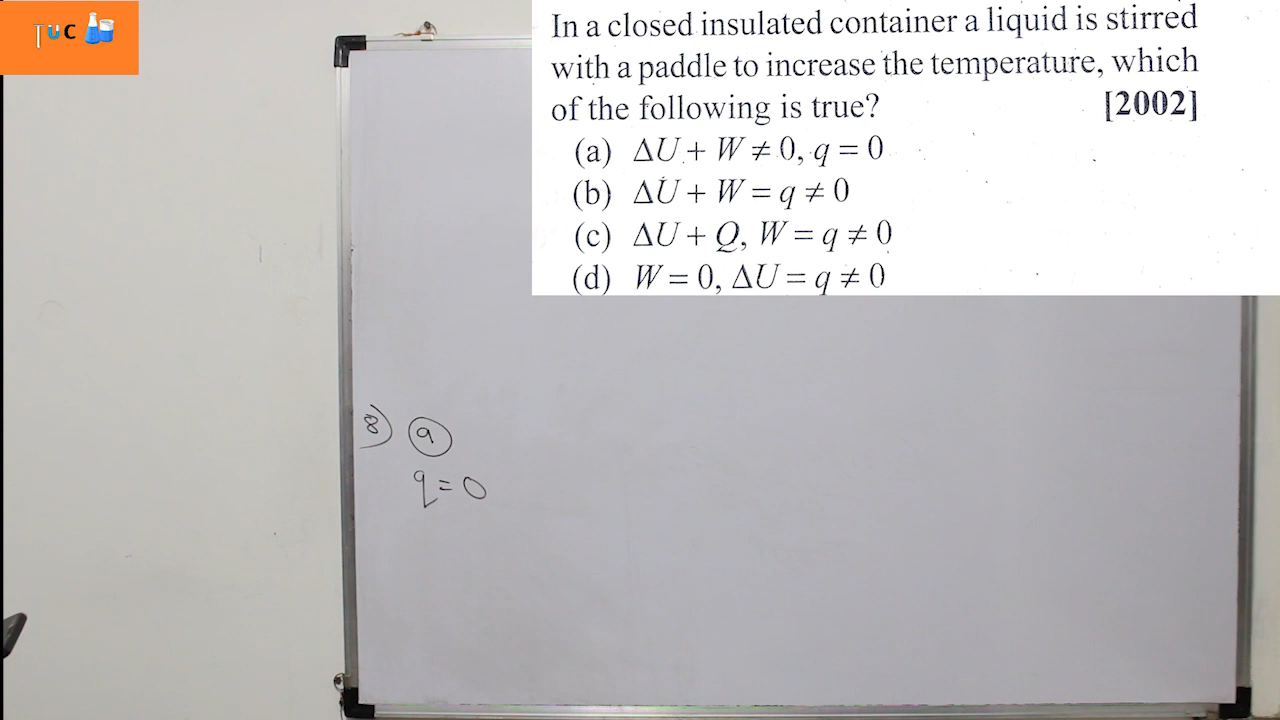 TUC
In a closed insulated container a liquid is stirred
with a paddle to increase the temperature, which
of the following is true? [2002]
(a) ΔU + W ≠ 0, q = 0
(b) ΔU + W = q ≠ 0
(c) ΔU + Q, W = q ≠ 0
(d) W = 0, ΔU = q ≠ 0
8) a
q = 0